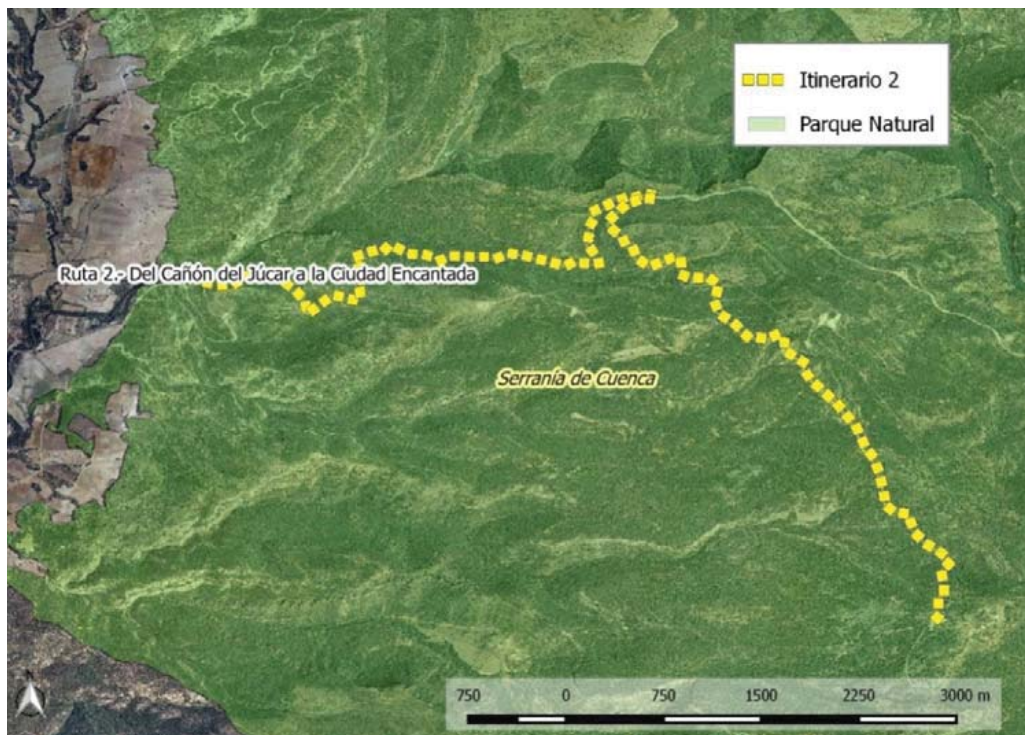 Itinerario 2
Parque Natural
Ruta 2.- Del Cañón del Júcar a la Ciudad Encantada
Serranía de Cuenca
750 0 750 1500 2250 3000 m